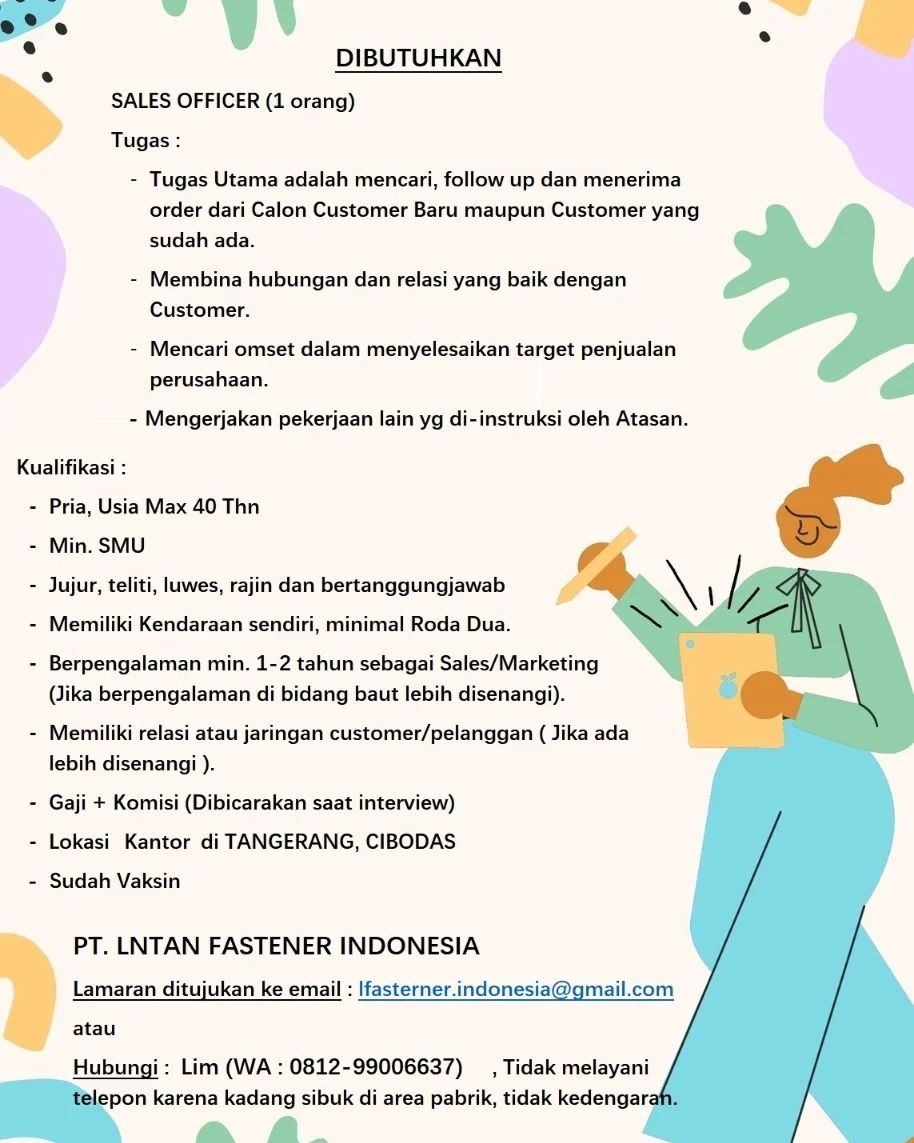 DIBUTUHKAN
SALES OFFICER (1 orang)
Tugas :
- Tugas Utama adalah mencari, follow up dan menerima
order dari Calon Customer Baru maupun Customer yang
sudah ada.
- Membina hubungan dan relasi yang baik dengan
Customer.
- Mencari omset dalam menyelesaikan target penjualan
perusahaan.
- Mengerjakan pekerjaan lain yg di-instruksi oleh Atasan.
Kualifikasi :
- Pria, Usia Max 40 Thn
- Min. SMU
- Jujur, teliti, luwes, rajin dan bertanggungjawab
- Memiliki Kendaraan sendiri, minimal Roda Dua.
- Berpengalaman min. 1-2 tahun sebagai Sales/Marketing
(Jika berpengalaman di bidang baut lebih disenangi).
- Memiliki relasi atau jaringan customer/pelanggan ( Jika ada
lebih disenangi ).
- Gaji + Komisi (Dibicarakan saat interview)
- Lokasi Kantor di TANGERANG, CIBODAS
- Sudah Vaksin
PT. LNTAN FASTENER INDONESIA
Lamaran ditujukan ke email : lfasterner.indonesia@gmail.com
atau
Hubungi : Lim (WA : 0812-99006637) , Tidak melayani
telepon karena kadang sibuk di area pabrik, tidak kedengaran.